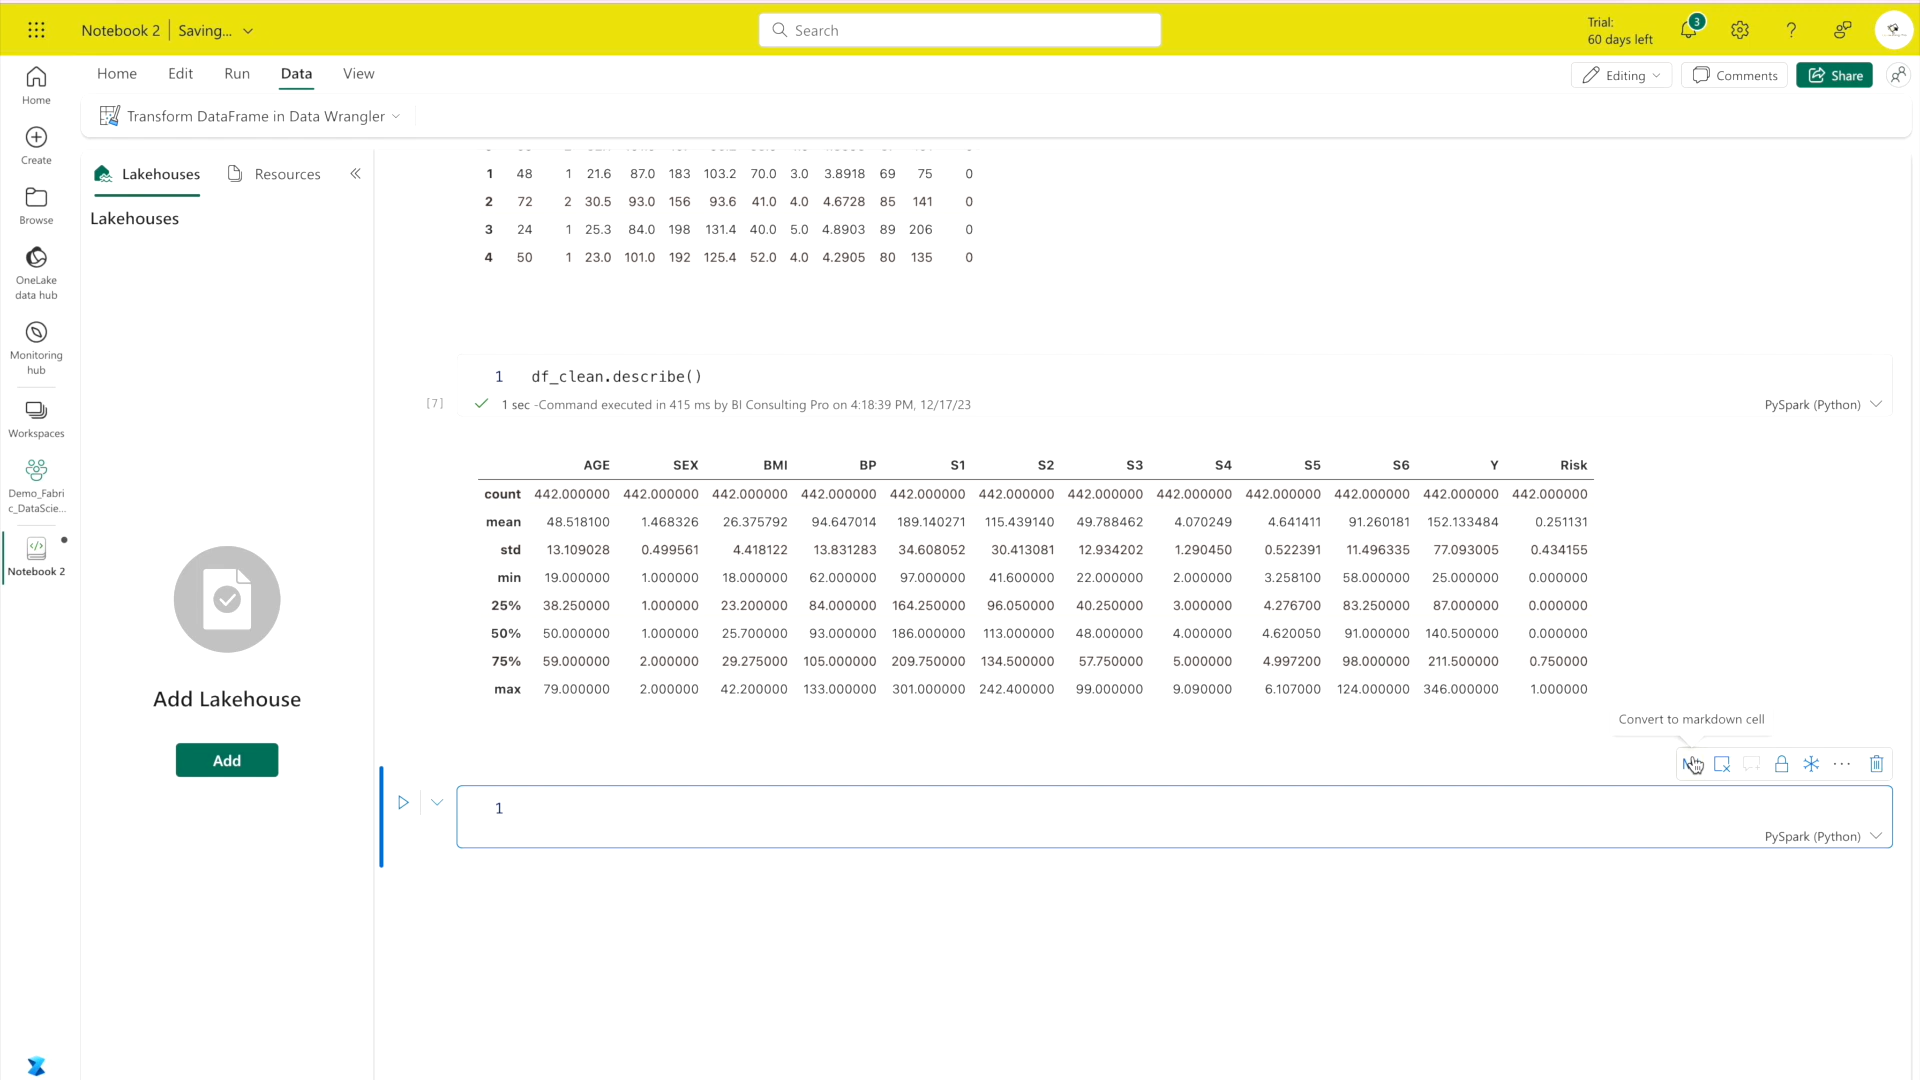 Notebook 2 | Saving...
Search
Trial:
60 days left
3
Home Edit Run Data View
Editing
Comments
Share
Transform DataFrame in Data Wrangler
Home
Create
Browse
OneLake
data hub
Monitoring
hub
Workspaces
Demo_Fabri
c_DataScie...
Notebook 2
Lakehouses Resources
Lakehouses
Add Lakehouse
Add
1 48 1 21.6 87.0 183 103.2 70.0 3.0 3.8918 69 75 0
2 72 2 30.5 93.0 156 93.6 41.0 4.0 4.6728 85 141 0
3 24 1 25.3 84.0 198 131.4 40.0 5.0 4.8903 89 206 0
4 50 1 23.0 101.0 192 125.4 52.0 4.0 4.2905 80 135 0
1 df_clean.describe()
[7] 1 sec -Command executed in 415 ms by BI Consulting Pro on 4:18:39 PM, 12/17/23
PySpark (Python)
AGE SEX BMI BP S1 S2 S3 S4 S5 S6 Y Risk
count 442.000000 442.000000 442.000000 442.000000 442.000000 442.000000 442.000000 442.000000 442.000000 442.000000 442.000000 442.000000
mean 48.518100 1.468326 26.375792 94.647014 189.140271 115.439140 49.788462 4.070249 4.641411 91.260181 152.133484 0.251131
std 13.109028 0.499561 4.418122 13.831283 34.608052 30.413081 12.934202 1.290450 0.522391 11.496335 77.093005 0.434155
min 19.000000 1.000000 18.000000 62.000000 97.000000 41.600000 22.000000 2.000000 3.258100 58.000000 25.000000 0.000000
25% 38.250000 1.000000 23.200000 84.000000 164.250000 96.050000 40.250000 3.000000 4.276700 83.250000 87.000000 0.000000
50% 50.000000 1.000000 25.700000 93.000000 186.000000 113.000000 48.000000 4.000000 4.620050 91.000000 140.500000 0.000000
75% 59.000000 2.000000 29.275000 105.000000 209.750000 134.500000 57.750000 5.000000 4.997200 98.000000 211.500000 0.750000
max 79.000000 2.000000 42.200000 133.000000 301.000000 242.400000 99.000000 9.090000 6.107000 124.000000 346.000000 1.000000
Convert to markdown cell
1
PySpark (Python)